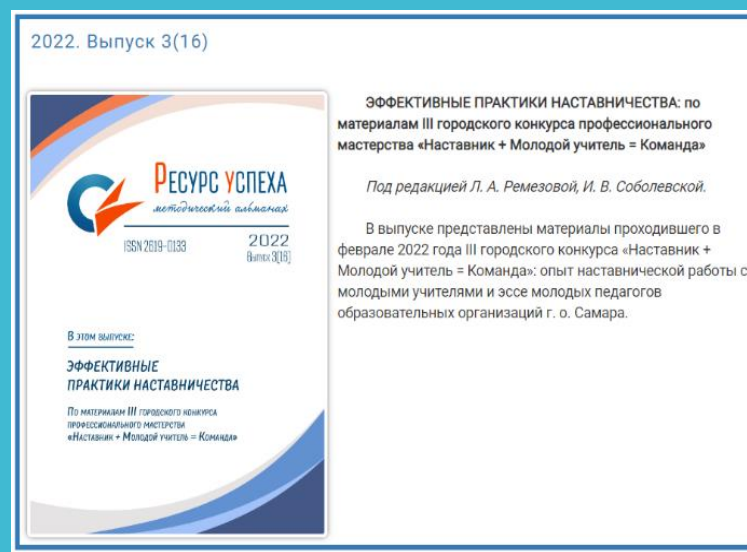 2022. Выпуск 3(16)
РЕСУРС УСПЕХА
методический альманах
ISSN 2619-0133
2022
Выпуск 3[16]
В этом выпуске:
ЭФФЕКТИВНЫЕ
ПРАКТИКИ НАСТАВНИЧЕСТВА
По материалам III городского конкурса
профессионального мастерства
«Наставник + Молодой учитель = Команда»
ЭФФЕКТИВНЫЕ ПРАКТИКИ НАСТАВНИЧЕСТВА: по
материалам III городского конкурса профессионального
мастерства «Наставник + Молодой учитель = Команда»
Под редакцией Л. А. Ремезовой, И. В. Соболевской.
В выпуске представлены материалы проходившего в
феврале 2022 года III городского конкурса «Наставник +
Молодой учитель = Команда»: опыт наставнической работы с
молодыми учителями и эссе молодых педагогов
образовательных организаций г. о. Самара.